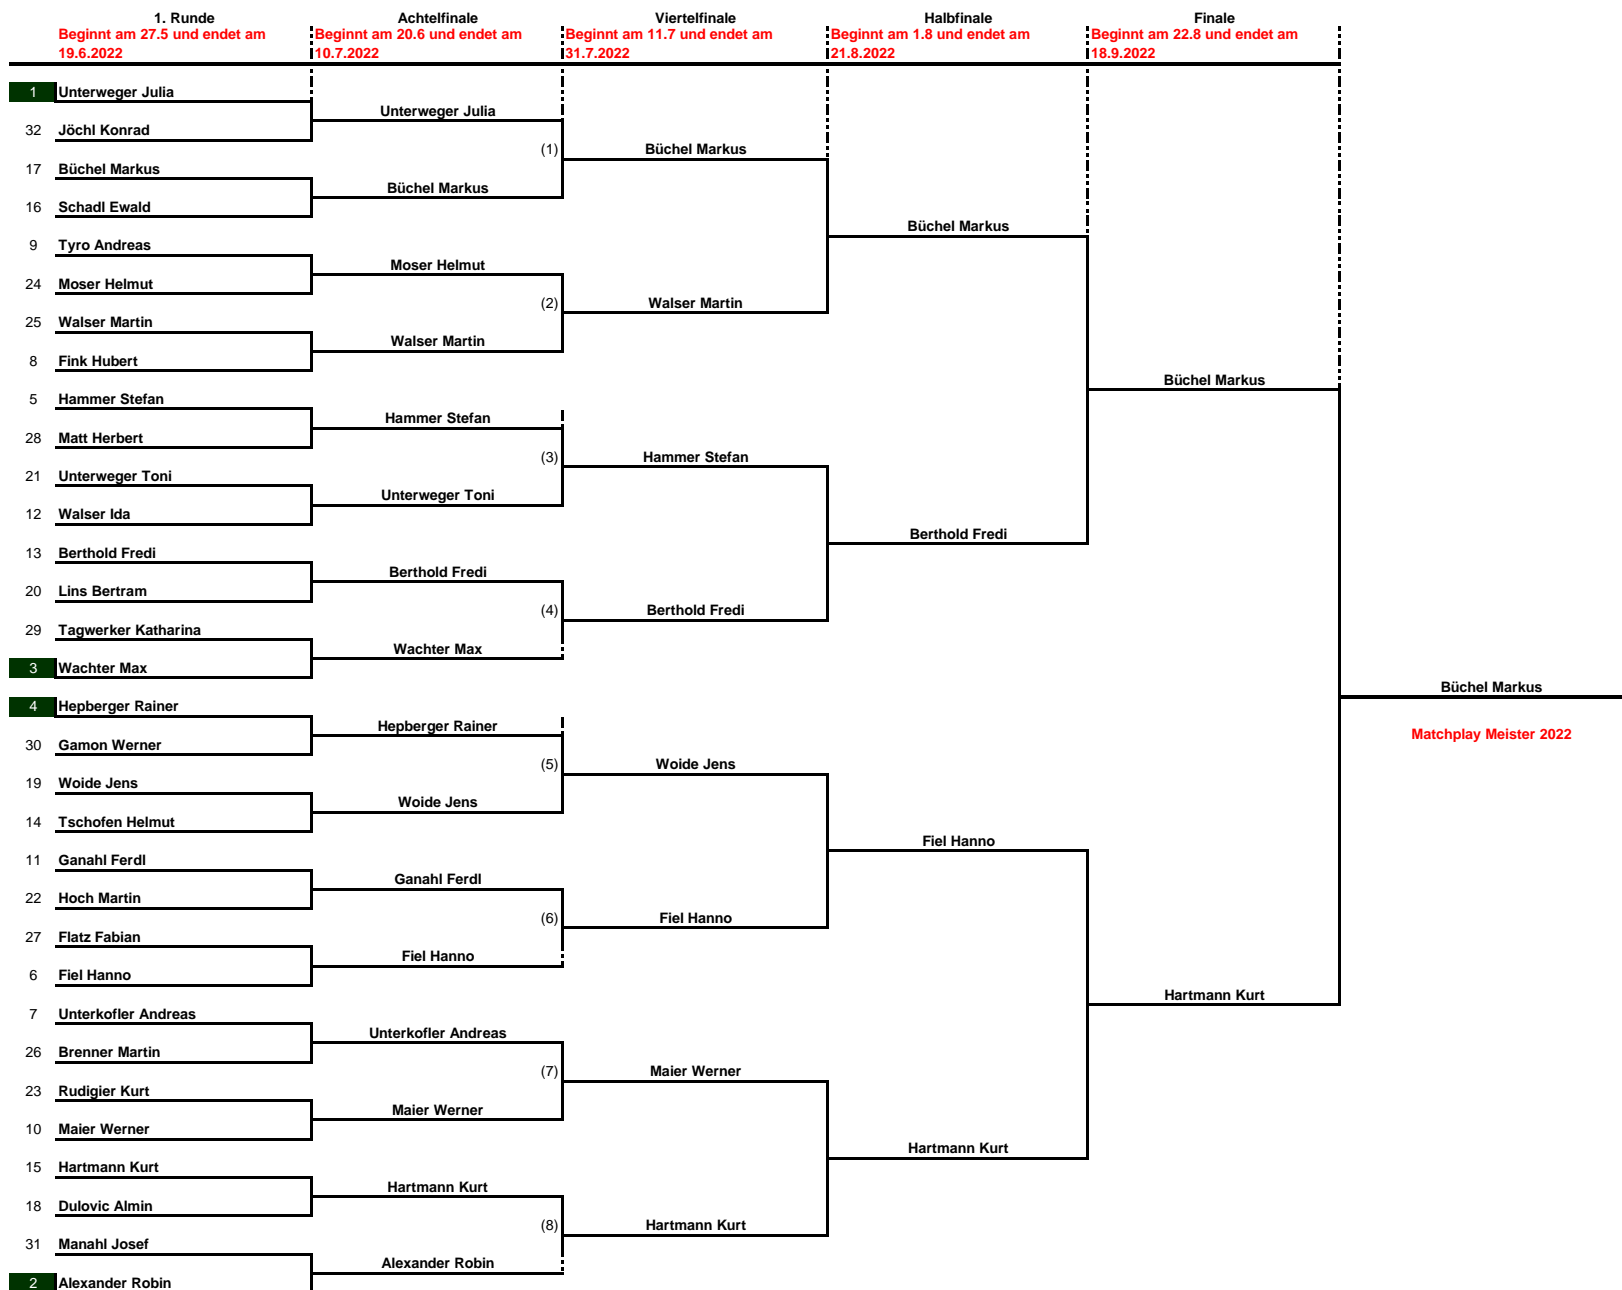 1. Runde Achtelfinale Viertelfinale Halbfinale Finale
Beginnt am 27.5 und endet am Beginnt am 20.6 und endet am Beginnt am 11.7 und endet am Beginnt am 1.8 und endet am Beginnt am 22.8 und endet am
19.6.2022 10.7.2022 31.7.2022 21.8.2022 18.9.2022
1 Unterweger Julia
Unterweger Julia
32 Jöchl Konrad
(1) Büchel Markus
17 Büchel Markus
Büchel Markus
16 Schadl Ewald
Büchel Markus
9 Tyro Andreas
Moser Helmut
24 Moser Helmut
(2) Walser Martin
25 Walser Martin
Walser Martin
8 Fink Hubert
Büchel Markus
5 Hammer Stefan
Hammer Stefan
28 Matt Herbert
(3) Hammer Stefan
21 Unterweger Toni
Unterweger Toni
12 Walser Ida
Berthold Fredi
13 Berthold Fredi
Berthold Fredi
20 Lins Bertram
(4) Berthold Fredi
29 Tagwerker Katharina
Wachter Max
3 Wachter Max
Büchel Markus
4 Hepberger Rainer
Hepberger Rainer
Matchplay Meister 2022
30 Gamon Werner
(5) Woide Jens
19 Woide Jens
Woide Jens
14 Tschofen Helmut
Fiel Hanno
11 Ganahl Ferdl
Ganahl Ferdl
22 Hoch Martin
(6) Fiel Hanno
27 Flatz Fabian
Fiel Hanno
6 Fiel Hanno
Hartmann Kurt
7 Unterkofler Andreas
Unterkofler Andreas
26 Brenner Martin
(7) Maier Werner
23 Rudigier Kurt
Maier Werner
10 Maier Werner
Hartmann Kurt
15 Hartmann Kurt
Hartmann Kurt
18 Dulovic Almin
(8) Hartmann Kurt
31 Manahl Josef
Alexander Robin
2 Alexander Robin